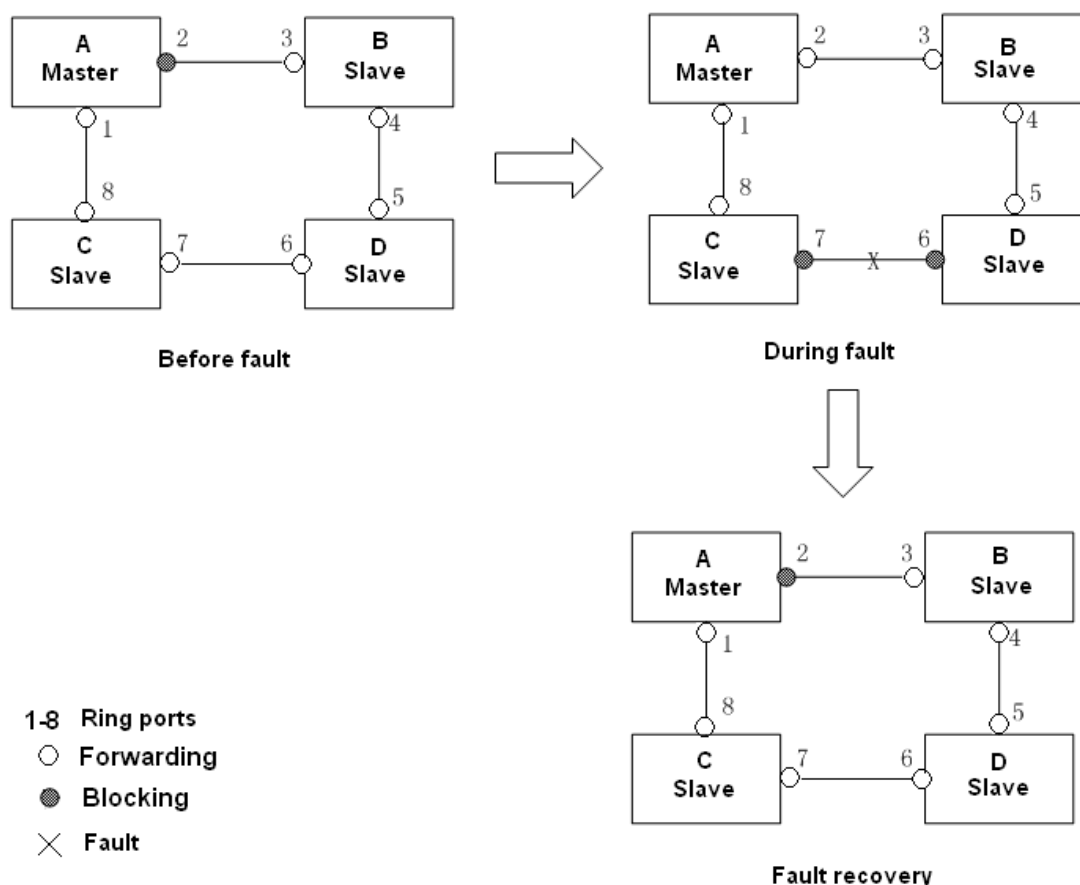 A
Master
2
3
B
Slave
1
4
8
5
C
Slave
7
6
D
Slave
Before fault
A
Master
2
3
B
Slave
1
4
8
5
C
Slave
7
X
6
D
Slave
During fault
A
Master
2
3
B
Slave
1
4
8
5
C
Slave
7
6
D
Slave
Fault recovery
1-8 Ring ports
Forwarding
Blocking
Fault